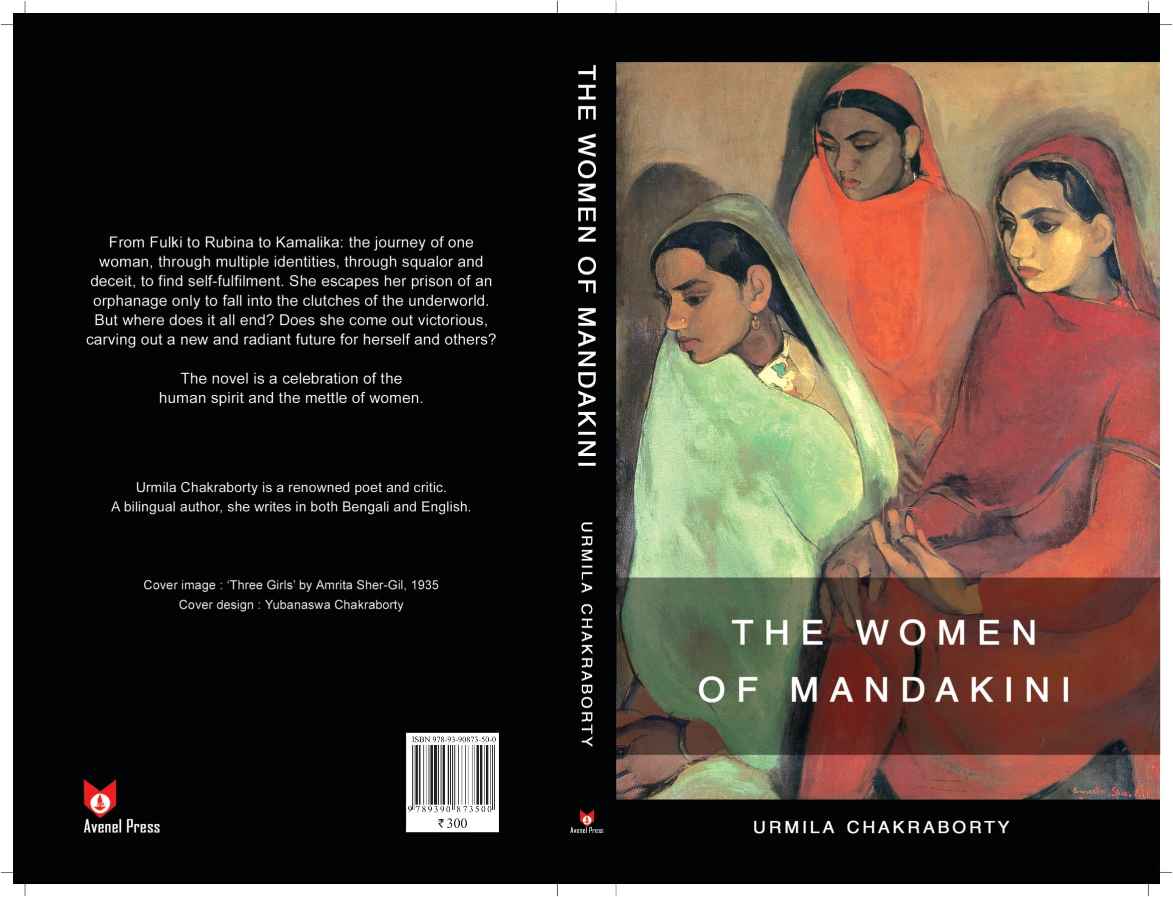 From Fulki to Rubina to Kamalika: the journey of one
woman, through multiple identities, through squalor and
deceit, to find self-fulfilment. She escapes her prison of an
orphanage only to fall into the clutches of the underworld.
But where does it all end? Does she come out victorious,
carving out a new and radiant future for herself and others?
The novel is a celebration of the
human spirit and the mettle of women.
Urmila Chakraborty is a renowned poet and critic.
A bilingual author, she writes in both Bengali and English.
Cover image : ‘Three Girls’ by Amrita Sher-Gil, 1935
Cover design : Yubanaswa Chakraborty
Avenel Press
ISBN 978-93-90873-50-0
9 789390 873500
₹ 300
THE WOMEN OF MANDAKINI
URMILA CHAKRABORTY
Avenel Press
THE WOMEN
OF MANDAKINI
URMILA CHAKRABORTY